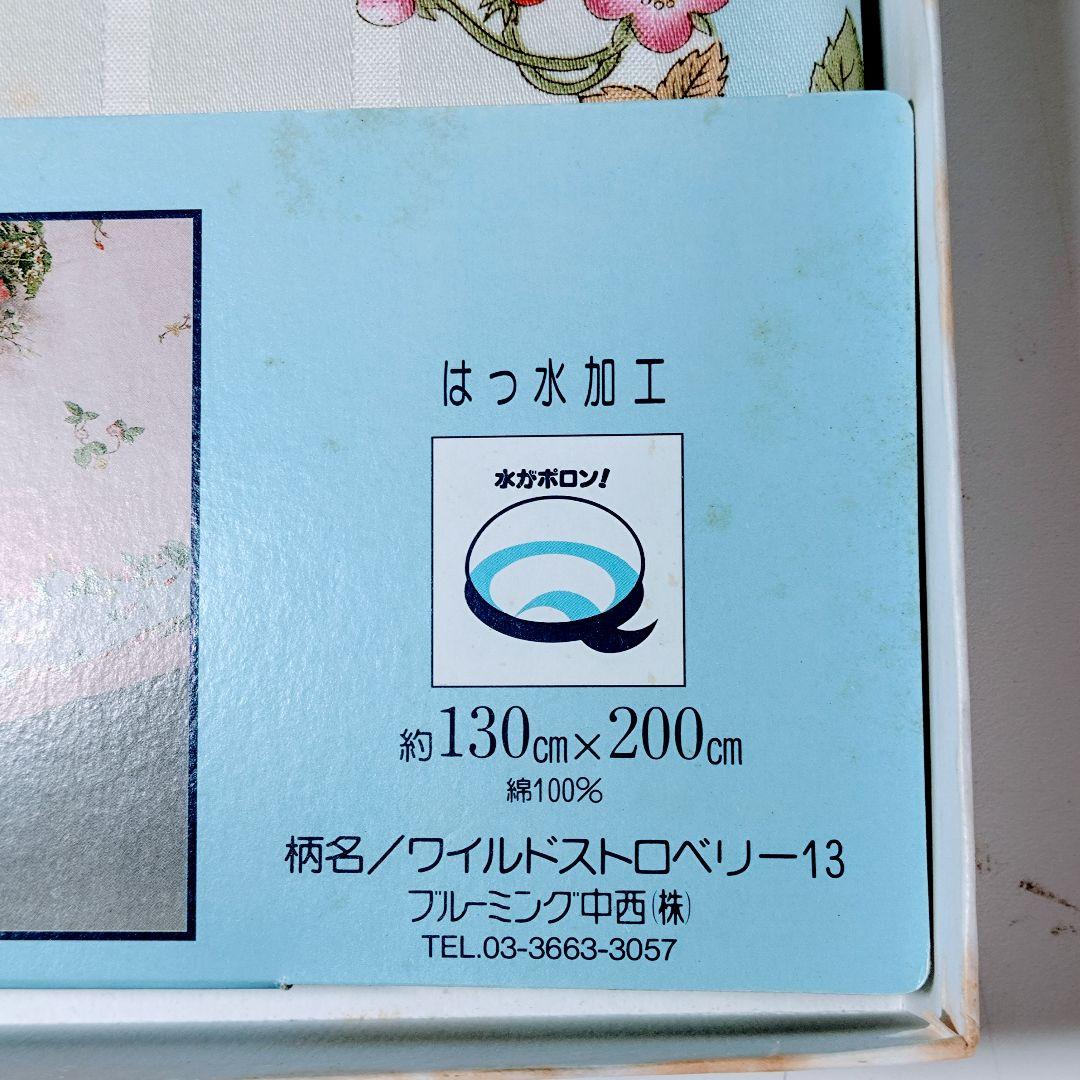 はっ水加工
水がポロン!
約130cm×200cm
綿100%
柄名/ワイルドストロベリー13
ブルーミング中西(株)
TEL.03-3663-3057